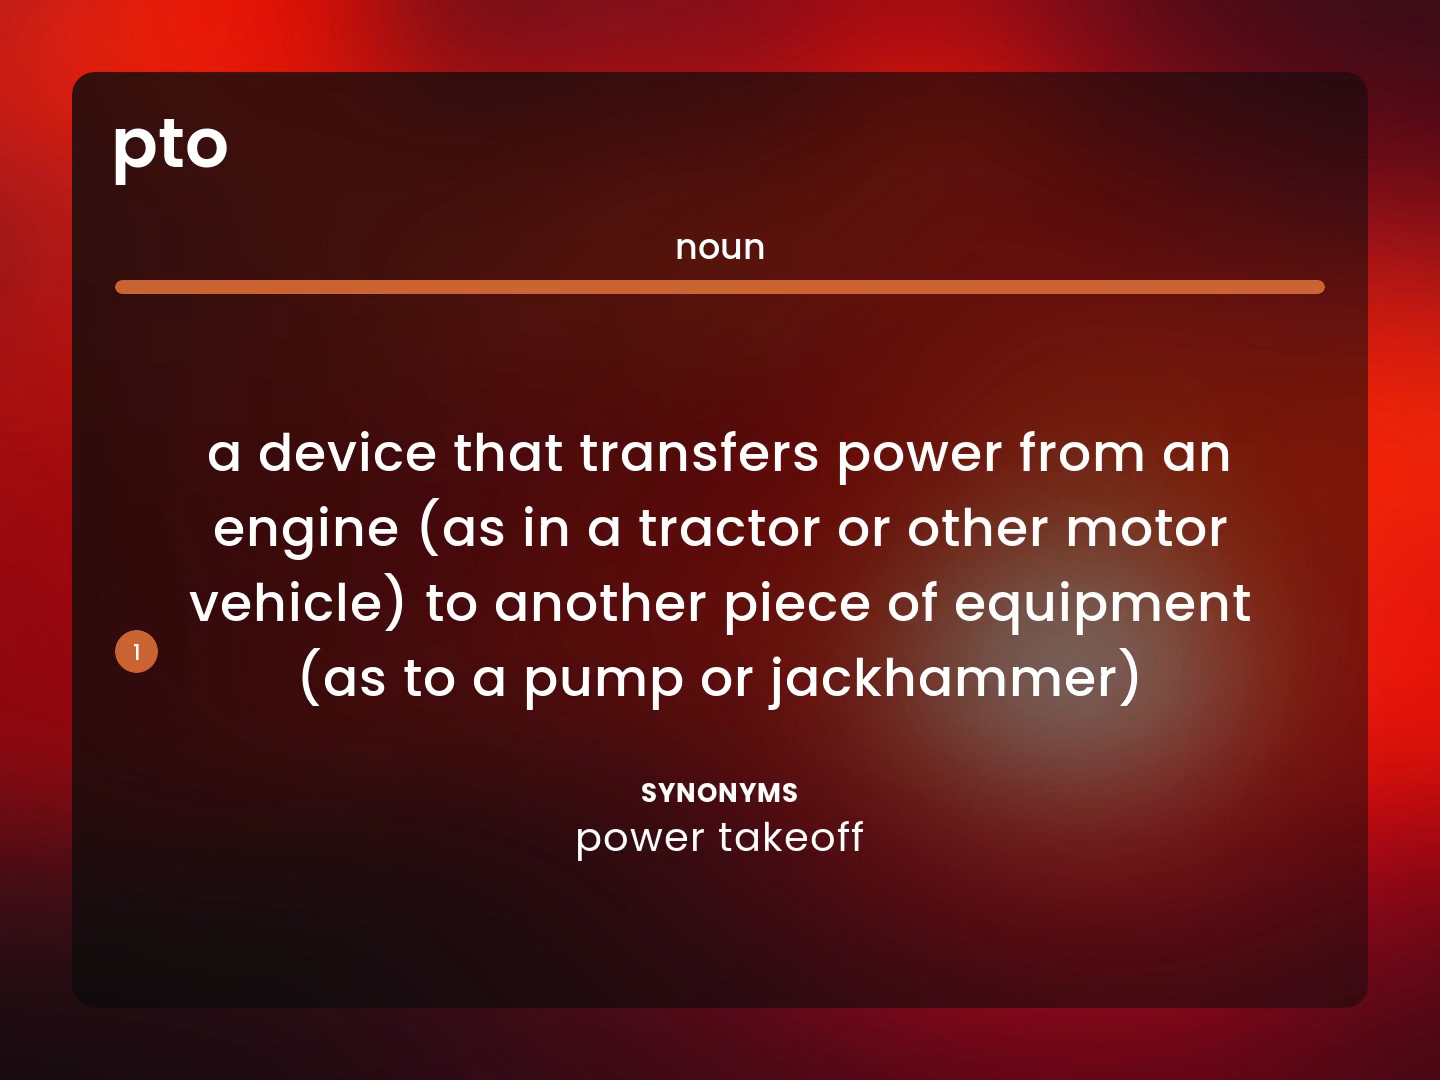 pto
noun
a device that transfers power from an
engine (as in a tractor or other motor
vehicle) to another piece of equipment
1
(as to a pump or jackhammer)
SYNONYMS
power takeoff